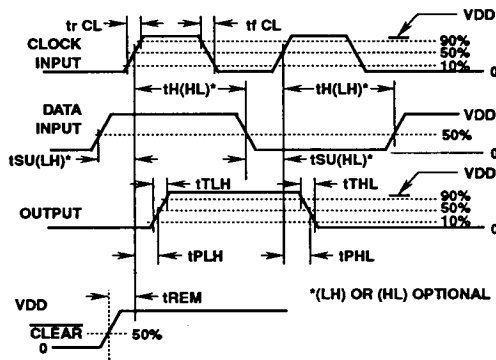 tr CL
tf CL
VDD
CLOCK
INPUT
90%
50%
10%
0
tH(HL)*
tH(LH)*
DATA
INPUT
VDD
50%
0
tSU(LH)*
tSU(HL)*
tTLH
tTHL
VDD
OUTPUT
90%
50%
10%
0
tPLH
tPHL
tREM
*(LH) OR (HL) OPTIONAL
VDD
CLEAR
50%
0